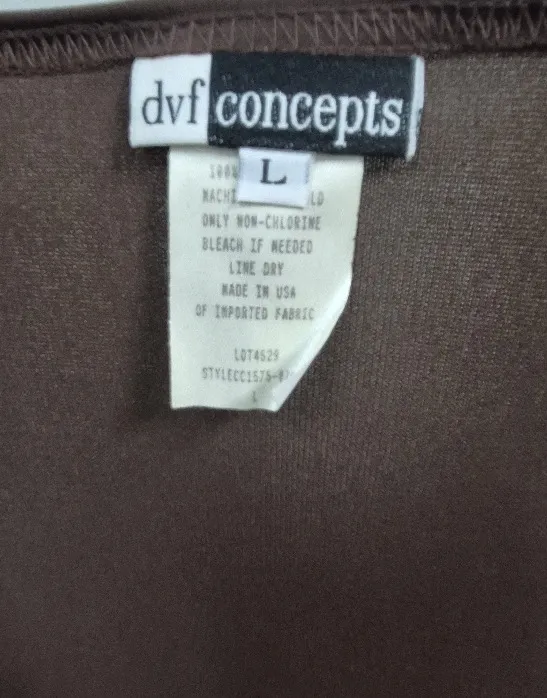 dvf concepts
L
100%
MACHI LD
ONLY NON-CHLORINE
BLEACH IF NEEDED
LINE DRY
MADE IN USA
OF IMPORTED FABRIC
LOT4529
L